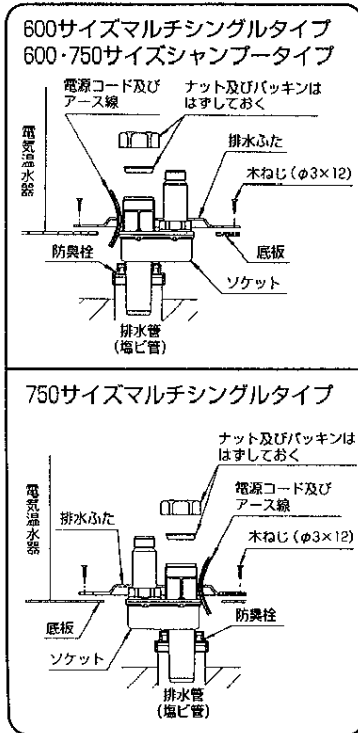 600サイズマルチシングルタイプ
600・750サイズシャンプータイプ
電源コード及び
アース線
ナット及びパッキンは
はずしておく
電気温水器
排水ふた
木ねじ(φ3×12)
防臭栓
底板
ソケット
排水管
(塩ビ管)
750サイズマルチシングルタイプ
ナット及びパッキンは
はずしておく
電気温水器
電源コード及び
アース線
排水ふた
木ねじ(φ3×12)
底板
防臭栓
ソケット
排水管
(塩ビ管)